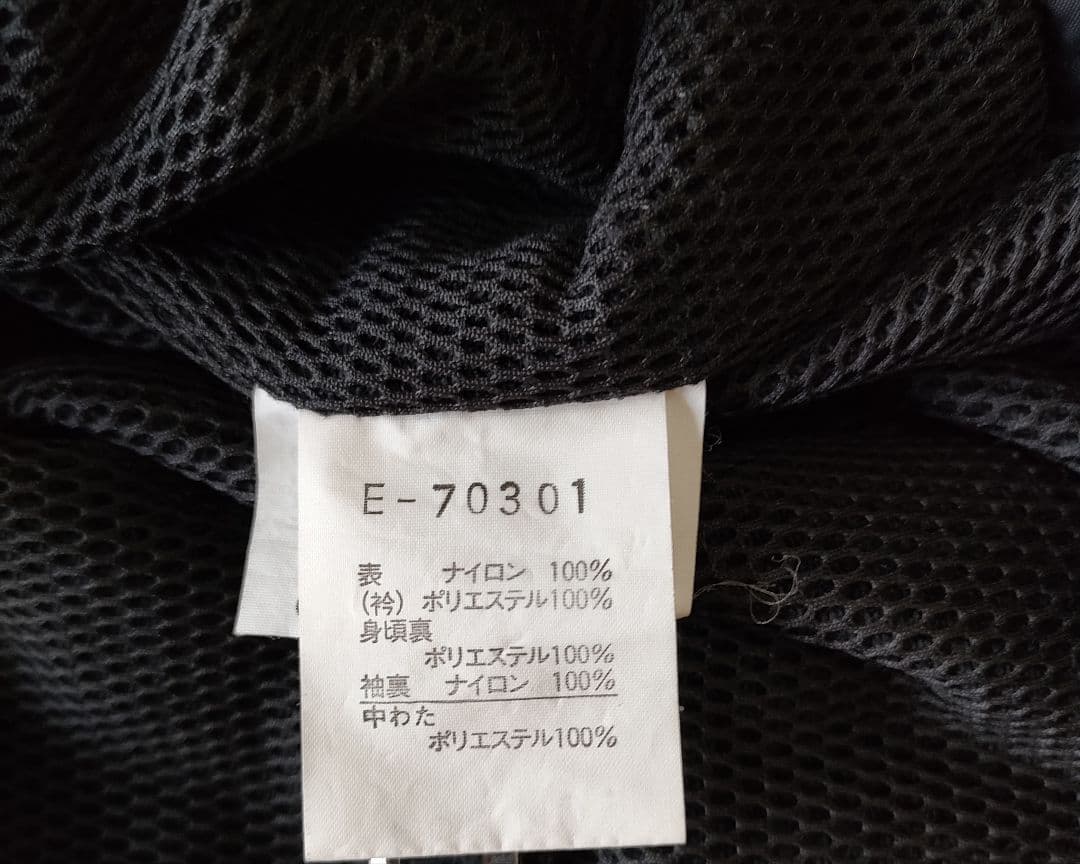 E-70301
表 ナイロン 100%
(衿) ポリエステル100%
身頃裏
ポリエステル100%
袖裏 ナイロン 100%
中わた
ポリエステル100%